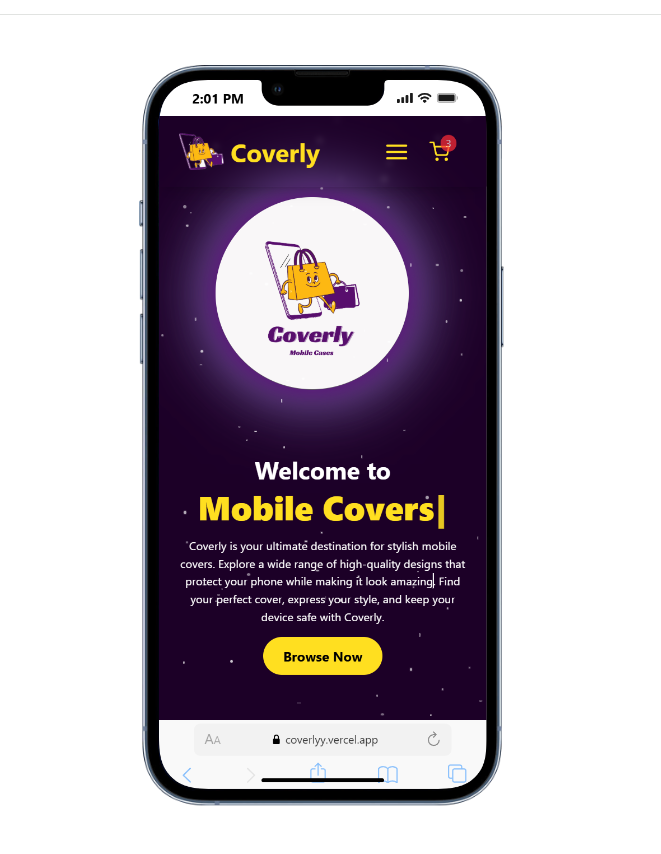 2:01 PM
Coverly
3
Coverly
Mobile Cases
Welcome to
Mobile Covers|
Coverly is your ultimate destination for stylish mobile
covers. Explore a wide range of high-quality designs that
protect your phone while making it look amazing. Find
your perfect cover, express your style, and keep your
device safe with Coverly.
Browse Now
AA
coverlyy.vercel.app